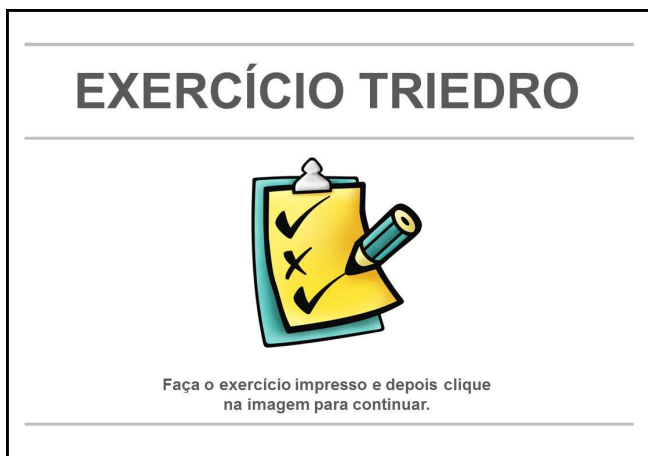 EXERCÍCIO TRIEDRO
Faça o exercício impresso e depois clique
na imagem para continuar.